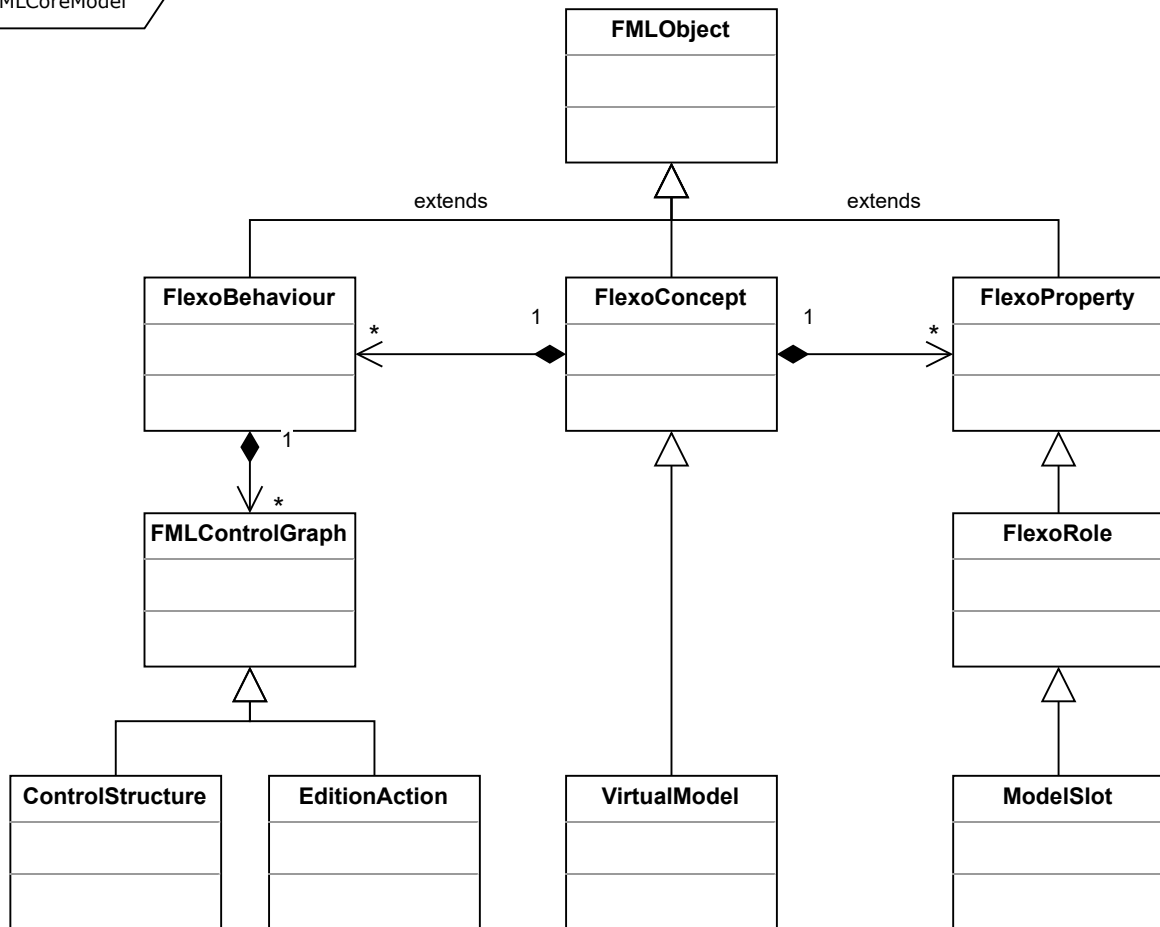 MLCoreModel
FMLObject
extends
extends
FlexoBehaviour
FlexoConcept
FlexoProperty
*
1
1
*
1
*
FMLControlGraph
FlexoRole
ControlStructure
EditionAction
VirtualModel
ModelSlot